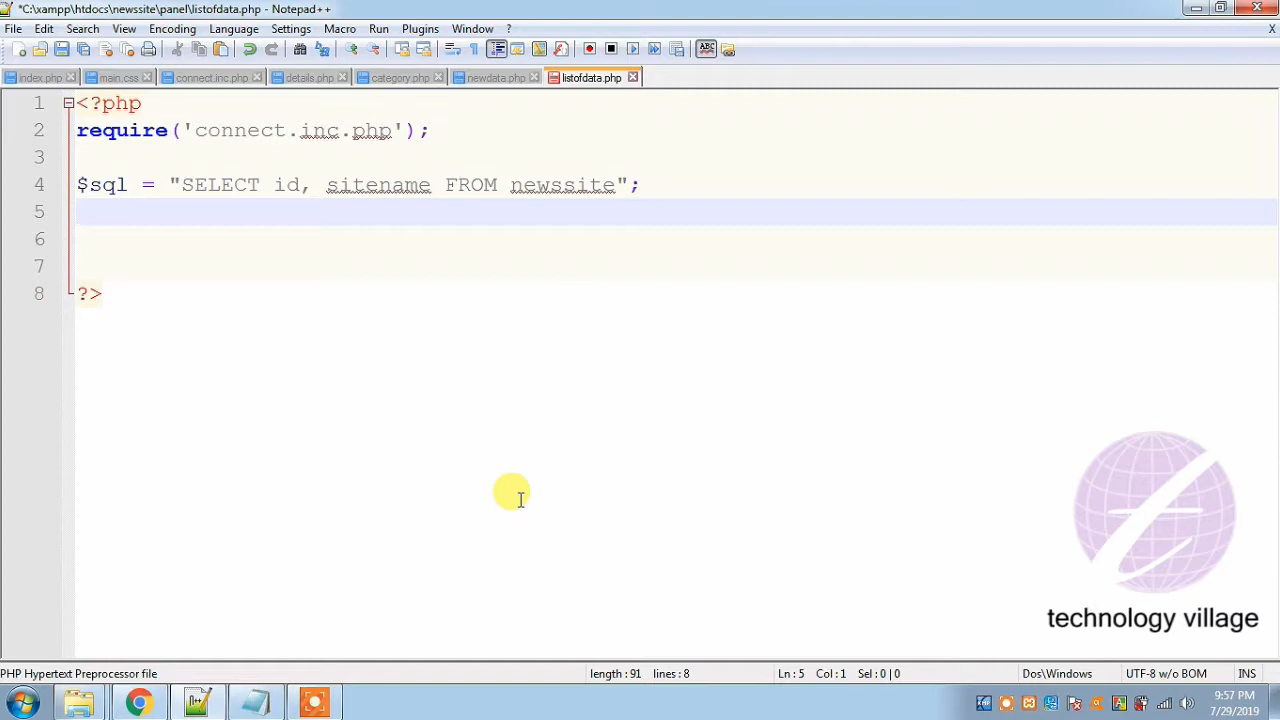 *C:\xampp\htdocs\newssite\panel\listofdata.php - Notepad++
File Edit Search View Encoding Language Settings Macro Run Plugins Window ? X
index.php main.css connect.inc.php details.php category.php newdata.php listofdata.php
1 <?php
2 require('connect.inc.php');
3
4 $sql = "SELECT id, sitename FROM newssite";
5
6
7
8 ?>
technology village
PHP Hypertext Preprocessor file length : 91 lines : 8 Ln : 5 Col : 1 Sel : 0 | 0 Dos\Windows UTF-8 w/o BOM INS
9:57 PM
7/29/2019